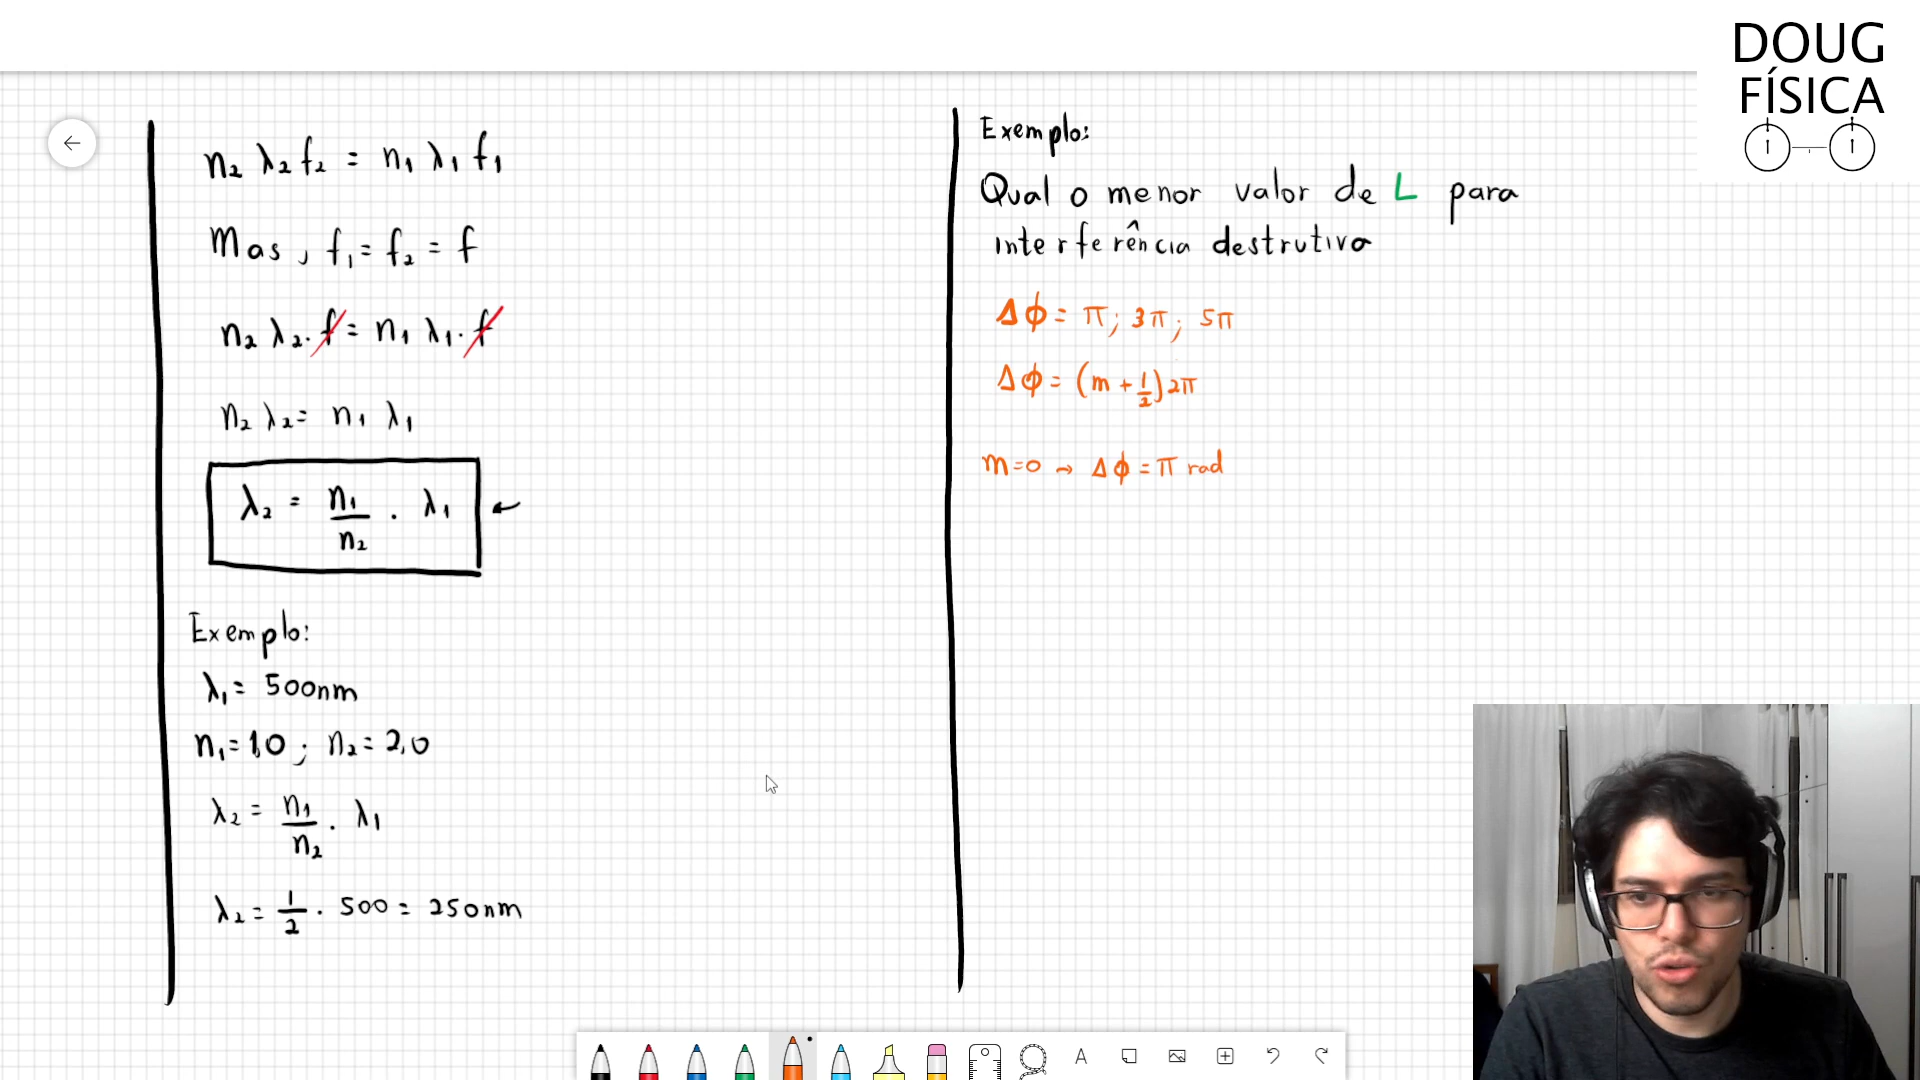 DOUG
FÍSICA
n₂ λ₂ f₂ = n₁ λ₁ f₁
Mas, f₁ = f₂ = f
n₂ λ₂ . f = n₁ λ₁ . f
n₂ λ₂ = n₁ λ₁
λ₂ = n₁/n₂ . λ₁
Exemplo:
λ₁ = 500nm
n₁ = 1,0 ; n₂ = 2,0
λ₂ = n₁/n₂ . λ₁
λ₂ = 1/2 . 500 = 250nm
Exemplo:
Qual o menor valor de L para
interferência destrutiva
Δϕ = π; 3π; 5π
Δϕ = (m + 1/2) 2π
m=0 → Δϕ = π rad